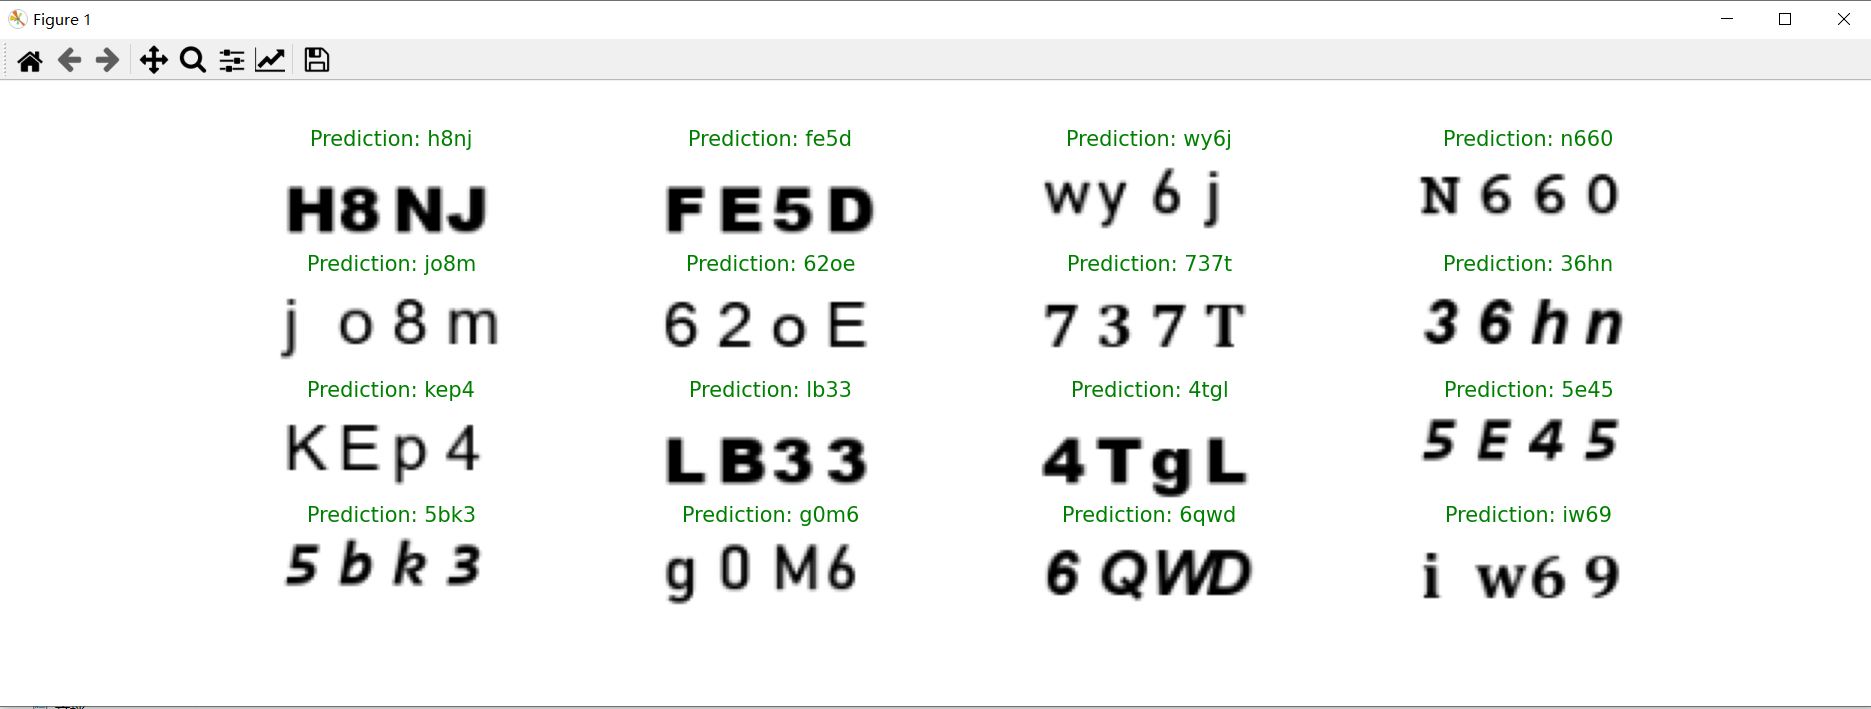 Figure 1
Prediction: h8nj Prediction: fe5d Prediction: wy6j Prediction: n660
H8NJ FE5D wy6j N660
Prediction: jo8m Prediction: 62oe Prediction: 737t Prediction: 36hn
j o8m 62oE 737T 36hn
Prediction: kep4 Prediction: lb33 Prediction: 4tgl Prediction: 5e45
KEp4 LB33 4TgL 5E45
Prediction: 5bk3 Prediction: g0m6 Prediction: 6qwd Prediction: iw69
5bk3 g0M6 6QWD i w69